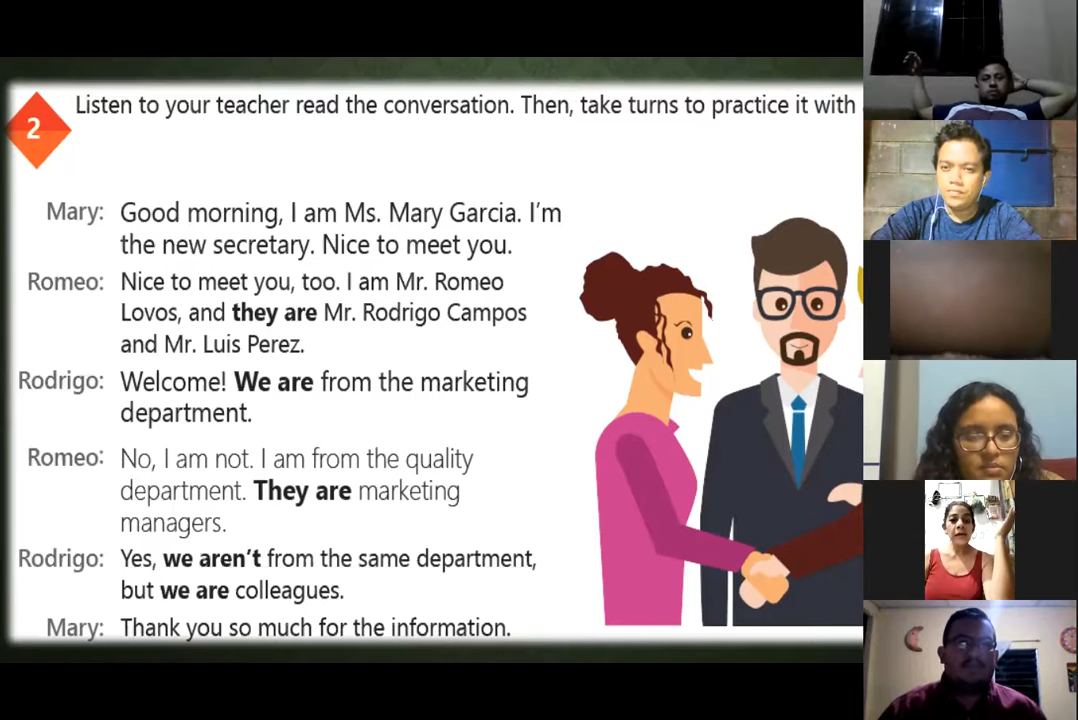 2
Listen to your teacher read the conversation. Then, take turns to practice it with
Mary: Good morning, I am Ms. Mary Garcia. I'm
the new secretary. Nice to meet you.
Romeo: Nice to meet you, too. I am Mr. Romeo
Lovos, and they are Mr. Rodrigo Campos
and Mr. Luis Perez.
Rodrigo: Welcome! We are from the marketing
department.
Romeo: No, I am not. I am from the quality
department. They are marketing
managers.
Rodrigo: Yes, we aren't from the same department,
but we are colleagues.
Mary: Thank you so much for the information.